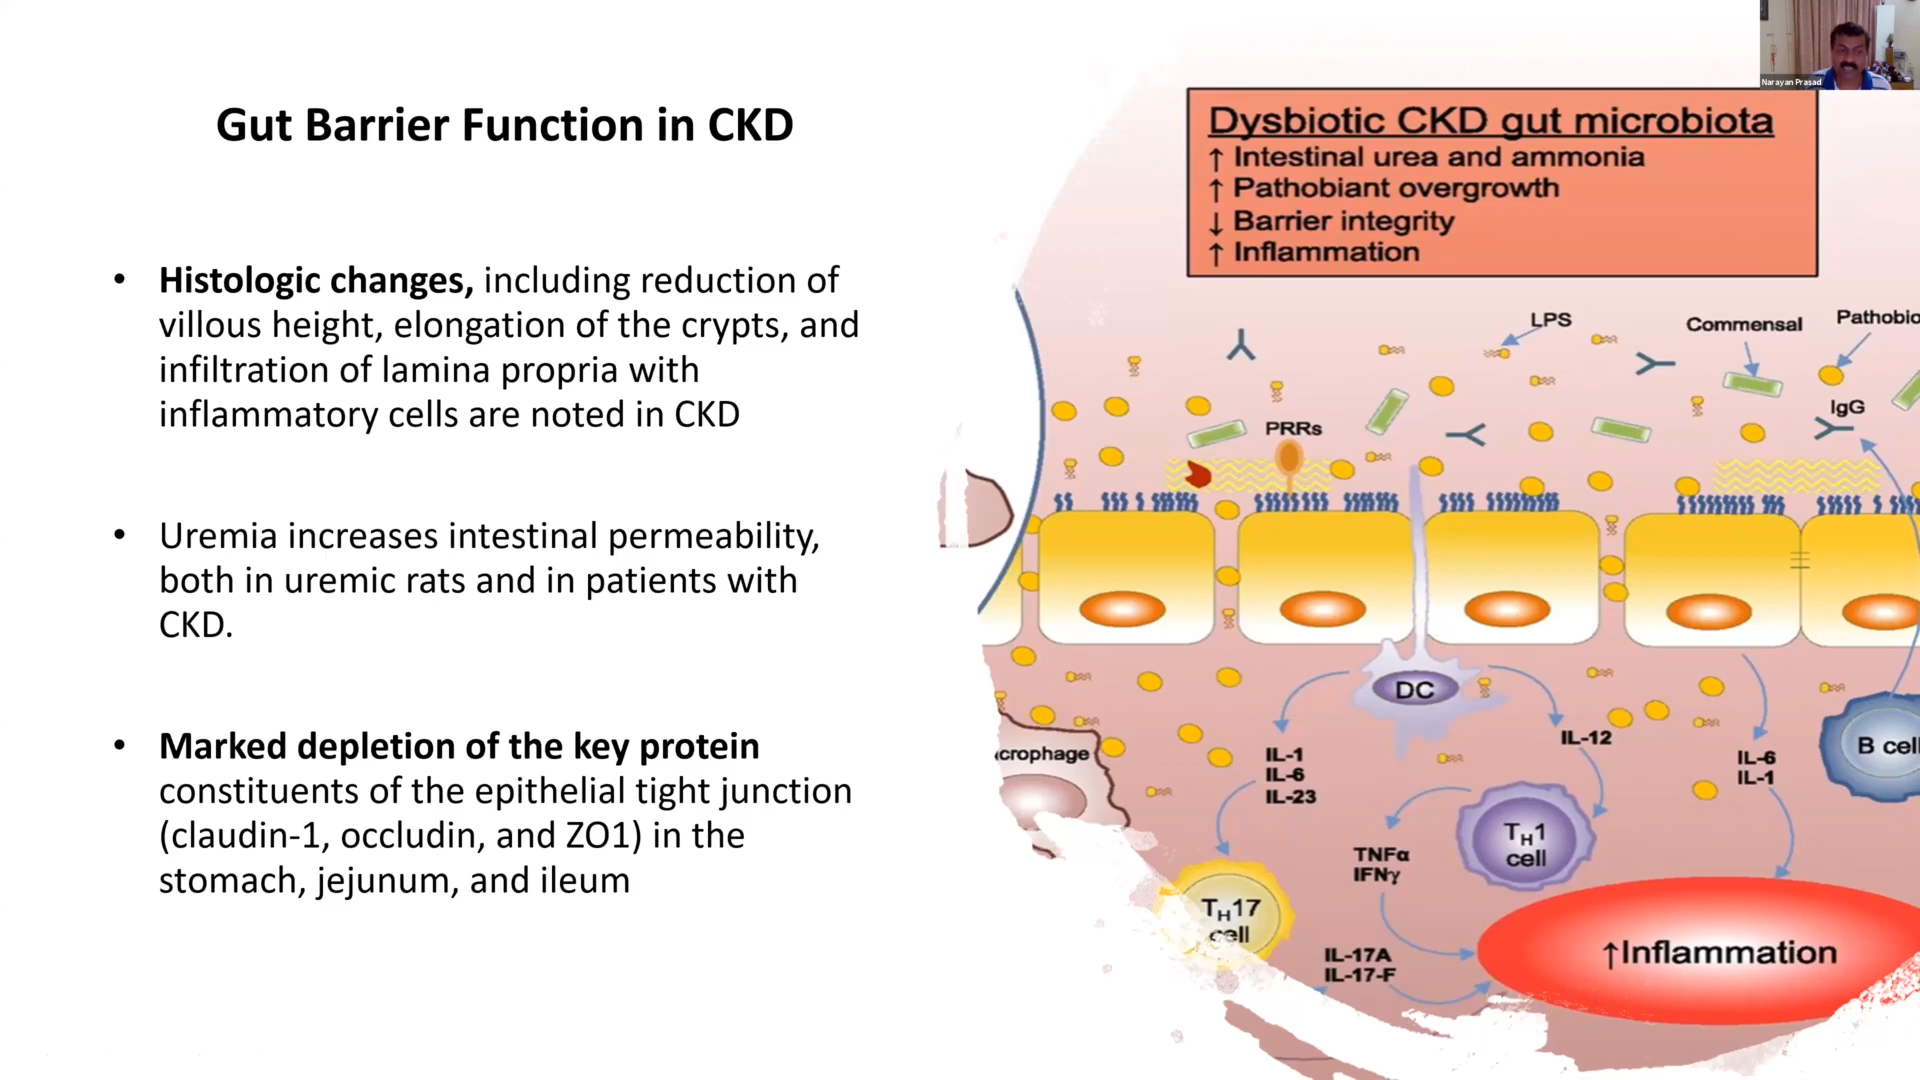 Narayan Prasad
Gut Barrier Function in CKD
• Histologic changes, including reduction of
villous height, elongation of the crypts, and
infiltration of lamina propria with
inflammatory cells are noted in CKD
• Uremia increases intestinal permeability,
both in uremic rats and in patients with
CKD.
• Marked depletion of the key protein
constituents of the epithelial tight junction
(claudin-1, occludin, and ZO1) in the
stomach, jejunum, and ileum
Dysbiotic CKD gut microbiota
↑ Intestinal urea and ammonia
↑ Pathobiant overgrowth
↓ Barrier integrity
↑ Inflammation
LPS
Commensal
Pathobio
IgG
PRRs
DC
IL-12
IL-1
IL-6
IL-23
IL-6
IL-1
B cell
crophage
TH1
cell
TNFα
IFNγ
TH17
cell
IL-17A
IL-17-F
↑Inflammation